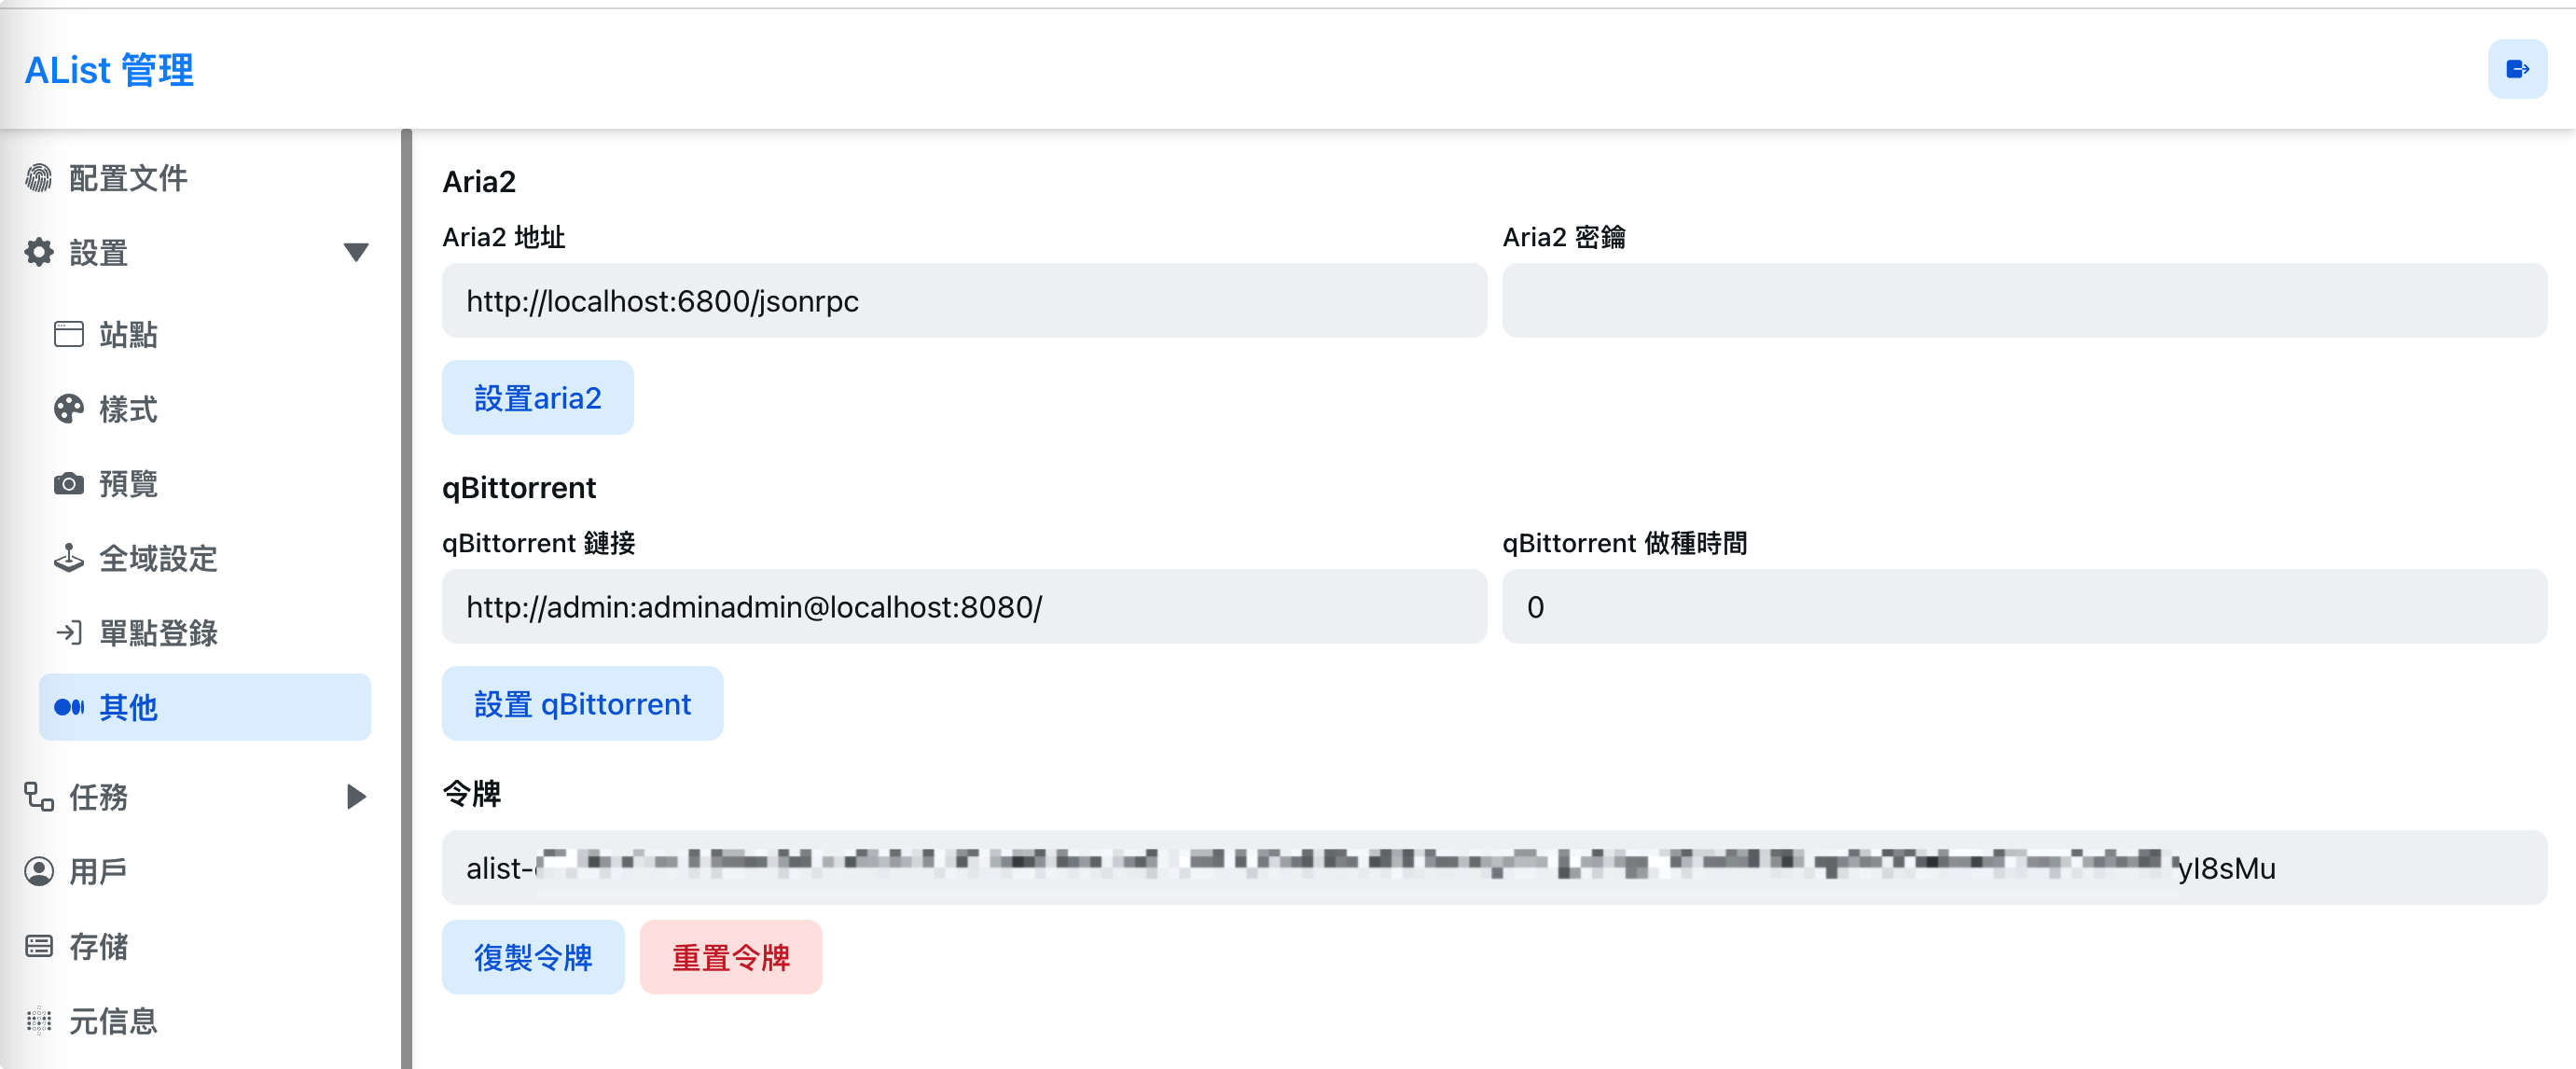 AList 管理
配置文件
設置
站點
樣式
預覽
全域設定
單點登錄
其他
任務
用戶
存储
元信息
Aria2
Aria2 地址
Aria2 密鑰
http://localhost:6800/jsonrpc
設置aria2
qBittorrent
qBittorrent 鏈接
qBittorrent 做種時間
http://admin:adminadmin@localhost:8080/
0
設置 qBittorrent
令牌
alist-
yI8sMu
復製令牌
重置令牌